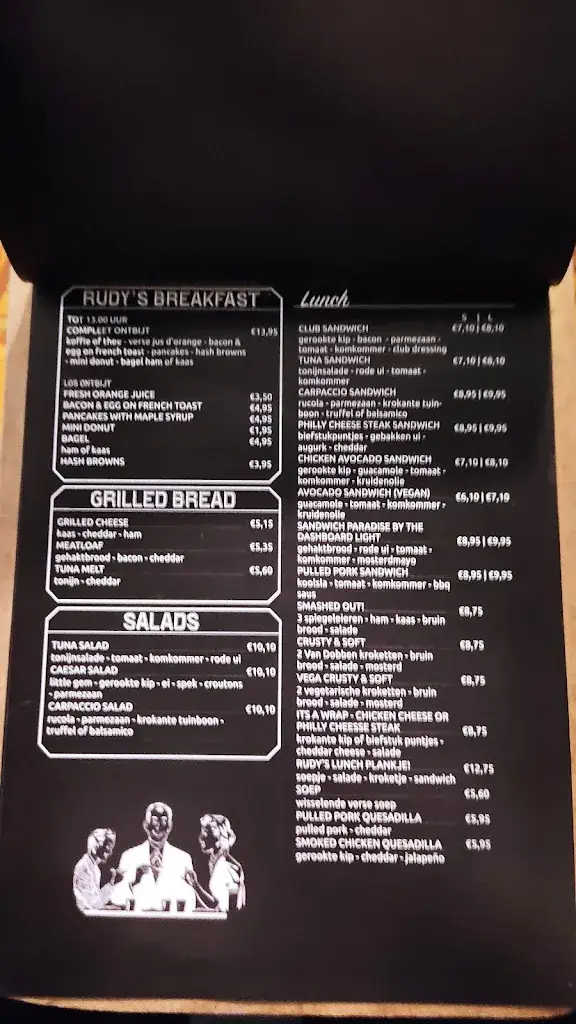 RUDY'S BREAKFAST
TOT 13.00 UUR
COMPLEET ONTBIJT €13,95
koffie of thee - verse jus d'orange - bacon &
egg on french toast - pancakes - hash browns
- mini donut - bagel ham of kaas
LOS ONTBIJT
FRESH ORANGE JUICE €3,50
BACON & EGG ON FRENCH TOAST €4,95
PANCAKES WITH MAPLE SYRUP €4,95
MINI DONUT €1,95
BAGEL €4,95
ham of kaas
HASH BROWNS €3,95
GRILLED BREAD
GRILLED CHEESE €5,15
kaas - cheddar - ham
MEATLOAF €5,35
gehaktbrood - bacon - cheddar
TUNA MELT €5,60
tonijn - cheddar
SALADS
TUNA SALAD €10,10
tonijnsalade - tomaat - komkommer - rode ui
CAESAR SALAD €10,10
little gem - gerookte kip - ei - spek - croutons
- parmezaan
CARPACCIO SALAD €10,10
rucola - parmezaan - krokante tuinboon -
truffel of balsamico
Lunch
S | L
CLUB SANDWICH €7,10 | €8,10
gerookte kip - bacon - parmezaan -
tomaat - komkommer - club dressing
TUNA SANDWICH €7,10 | €8,10
tonijnsalade - rode ui - tomaat -
komkommer
CARPACCIO SANDWICH €8,95 | €9,95
rucola - parmezaan - krokante tuin-
boon - truffel of balsamico
PHILLY CHEESE STEAK SANDWICH €8,95 | €9,95
biefstukpuntjes - gebakken ui -
augurk - cheddar
CHICKEN AVOCADO SANDWICH €7,10 | €8,10
gerookte kip - guacamole - tomaat -
komkommer - kruidenolie
AVOCADO SANDWICH (VEGAN) €6,10 | €7,10
guacamole - tomaat - komkommer -
kruidenolie
SANDWICH PARADISE BY THE
DASHBOARD LIGHT €8,95 | €9,95
gehaktbrood - rode ui - tomaat -
komkommer - mosterdmayo
PULLED PORK SANDWICH €8,95 | €9,95
koolsla - tomaat - komkommer - bbq
saus
SMASHED OUT! €8,75
3 spiegeleieren - ham - kaas - bruin
brood - salade
CRUSTY & SOFT €8,75
2 Van Dobben kroketten - bruin
brood - salade - mosterd
VEGA CRUSTY & SOFT €8,75
2 vegetarische kroketten - bruin
brood - salade - mosterd
ITS A WRAP - CHICKEN CHEESE OR
PHILLY CHEESSE STEAK €8,75
krokante kip of biefstuk puntjes -
cheddar cheese - salade
RUDY'S LUNCH PLANKJE! €12,75
soepje - salade - kroketje - sandwich
SOEP €5,60
wisselende verse soep
PULLED PORK QUESADILLA €5,95
pulled pork - cheddar
SMOKED CHICKEN QUESADILLA €5,95
gerookte kip - cheddar - jalapeño